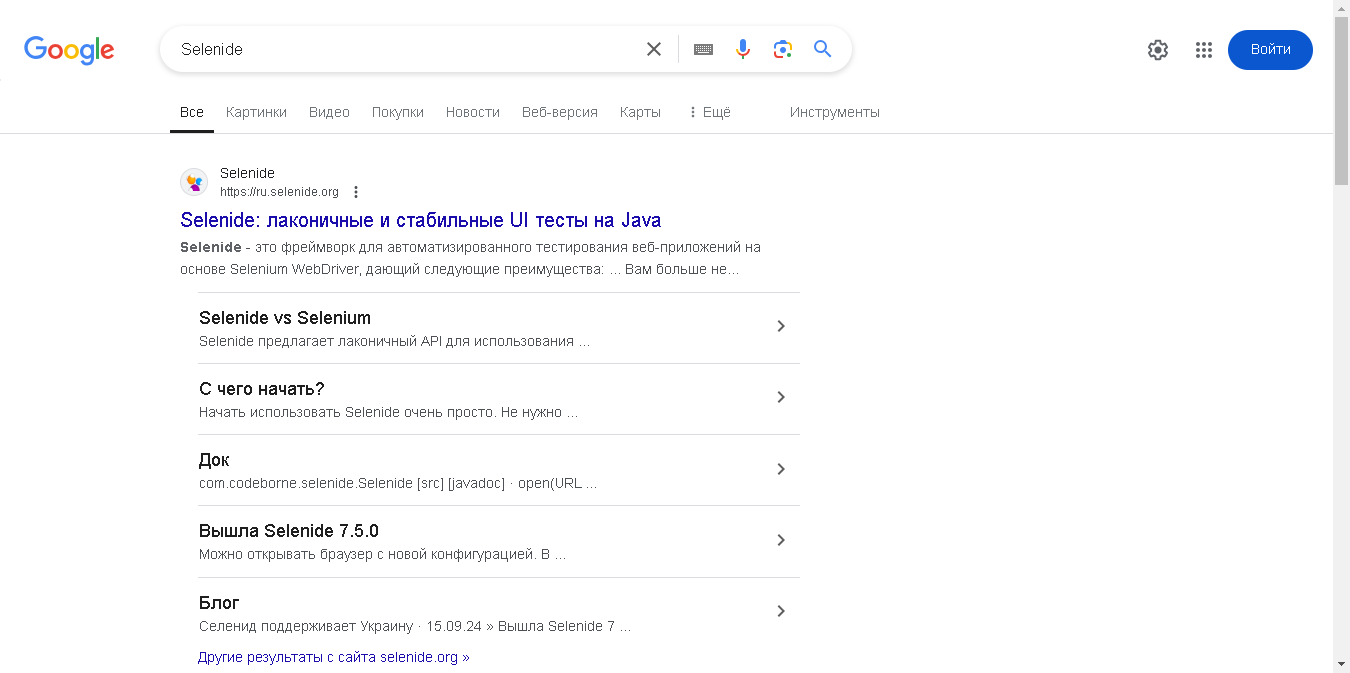 Google
Selenide
Войти
Все Картинки Видео Покупки Новости Веб-версия Карты Ещё Инструменты
Selenide
https://ru.selenide.org
Selenide: лаконичные и стабильные UI тесты на Java
Selenide - это фреймворк для автоматизированного тестирования веб-приложений на
основе Selenium WebDriver, дающий следующие преимущества: ... Вам больше не...
Selenide vs Selenium
Selenide предлагает лаконичный API для использования ...
С чего начать?
Начать использовать Selenide очень просто. Не нужно ...
Док
com.codeborne.selenide.Selenide [src] [javadoc] · open(URL ...
Вышла Selenide 7.5.0
Можно открывать браузер с новой конфигурацией. В ...
Блог
Селенид поддерживает Украину · 15.09.24 » Вышла Selenide 7 ...
Другие результаты с сайта selenide.org »